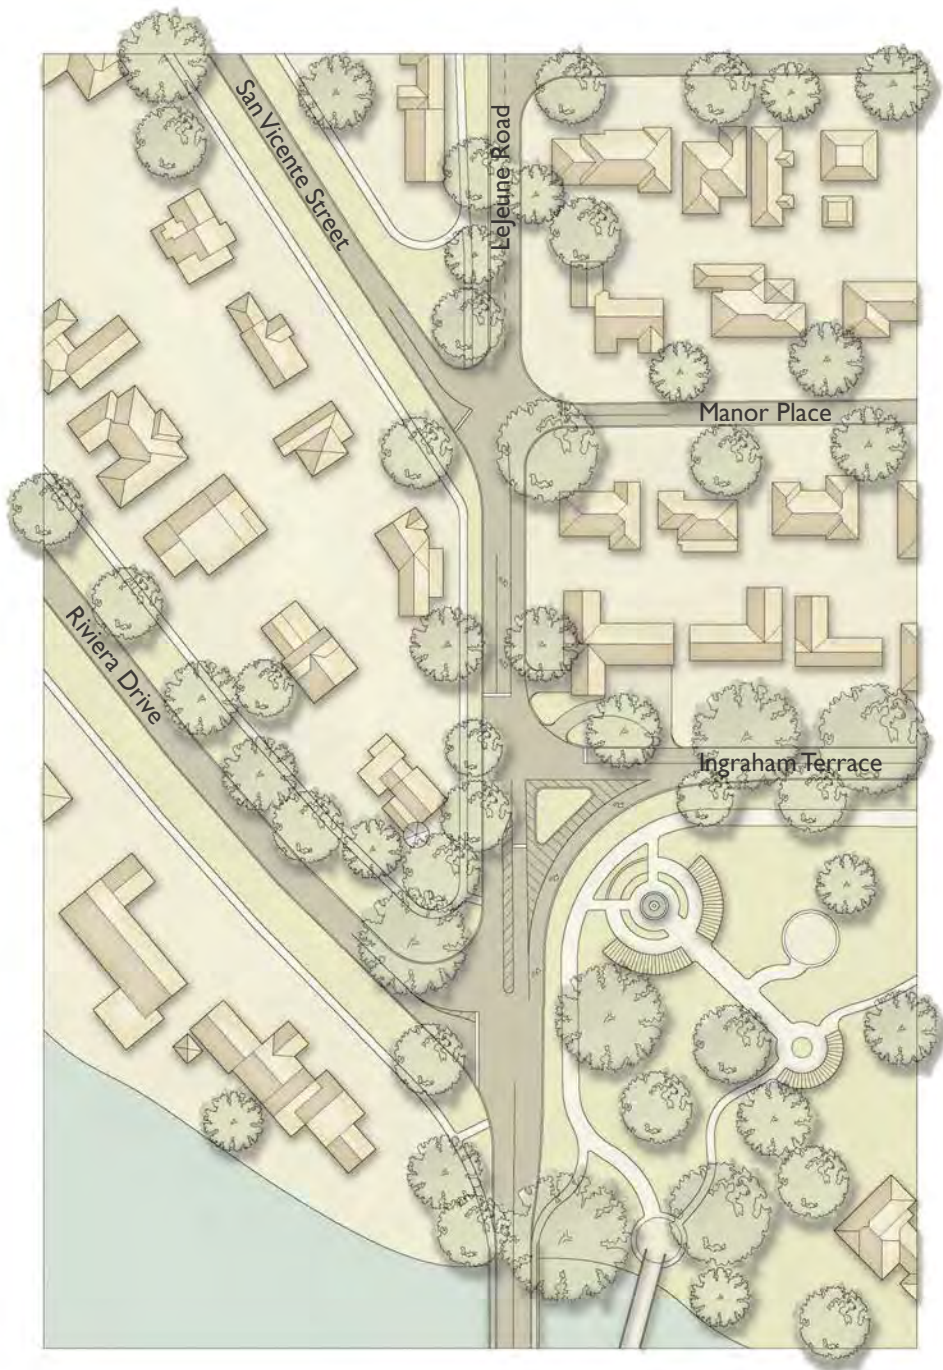 San Vicente Street
LeJeune Road
Manor Place
Riviera Drive
Ingraham Terrace